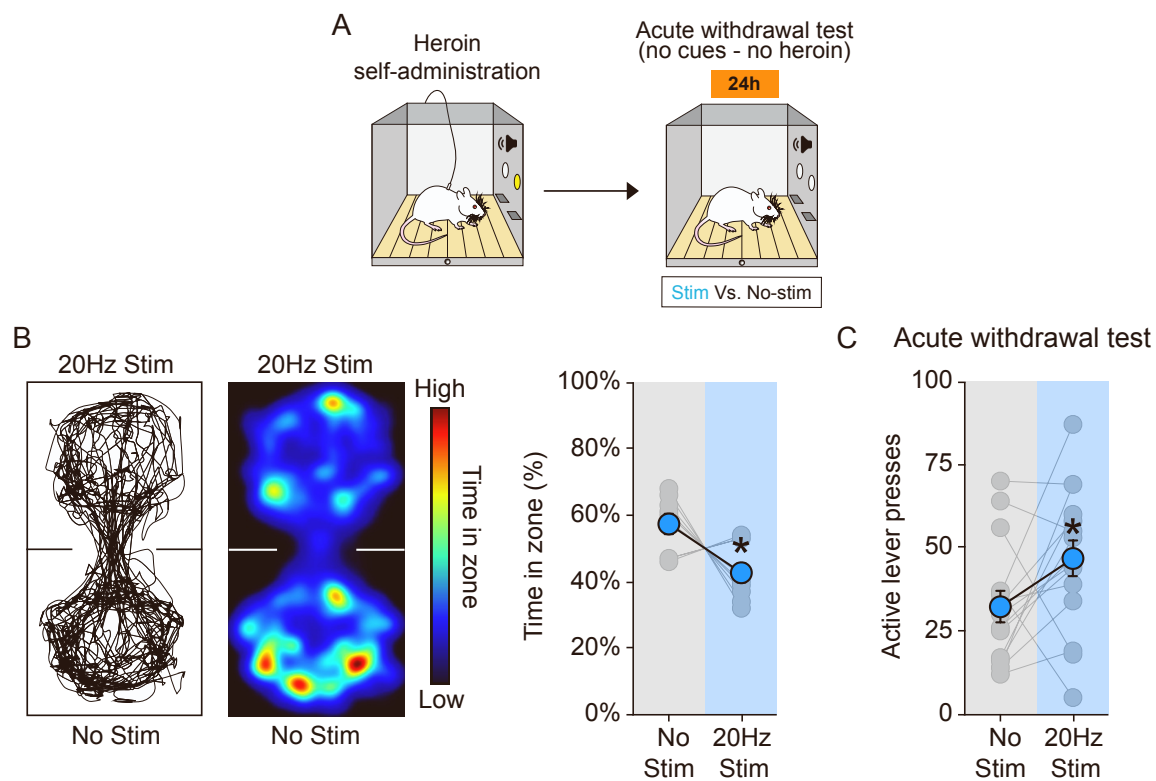 A
Heroin
self-administration
Acute withdrawal test
(no cues - no heroin)
24h
Stim Vs. No-stim
B
20Hz Stim
No Stim
20Hz Stim
No Stim
High
Time in zone
Low
Time in zone (%)
100%
80%
60%
40%
20%
0%
*
No
Stim
20Hz
Stim
C
Acute withdrawal test
Active lever presses
100
75
50
25
0
*
No
Stim
20Hz
Stim